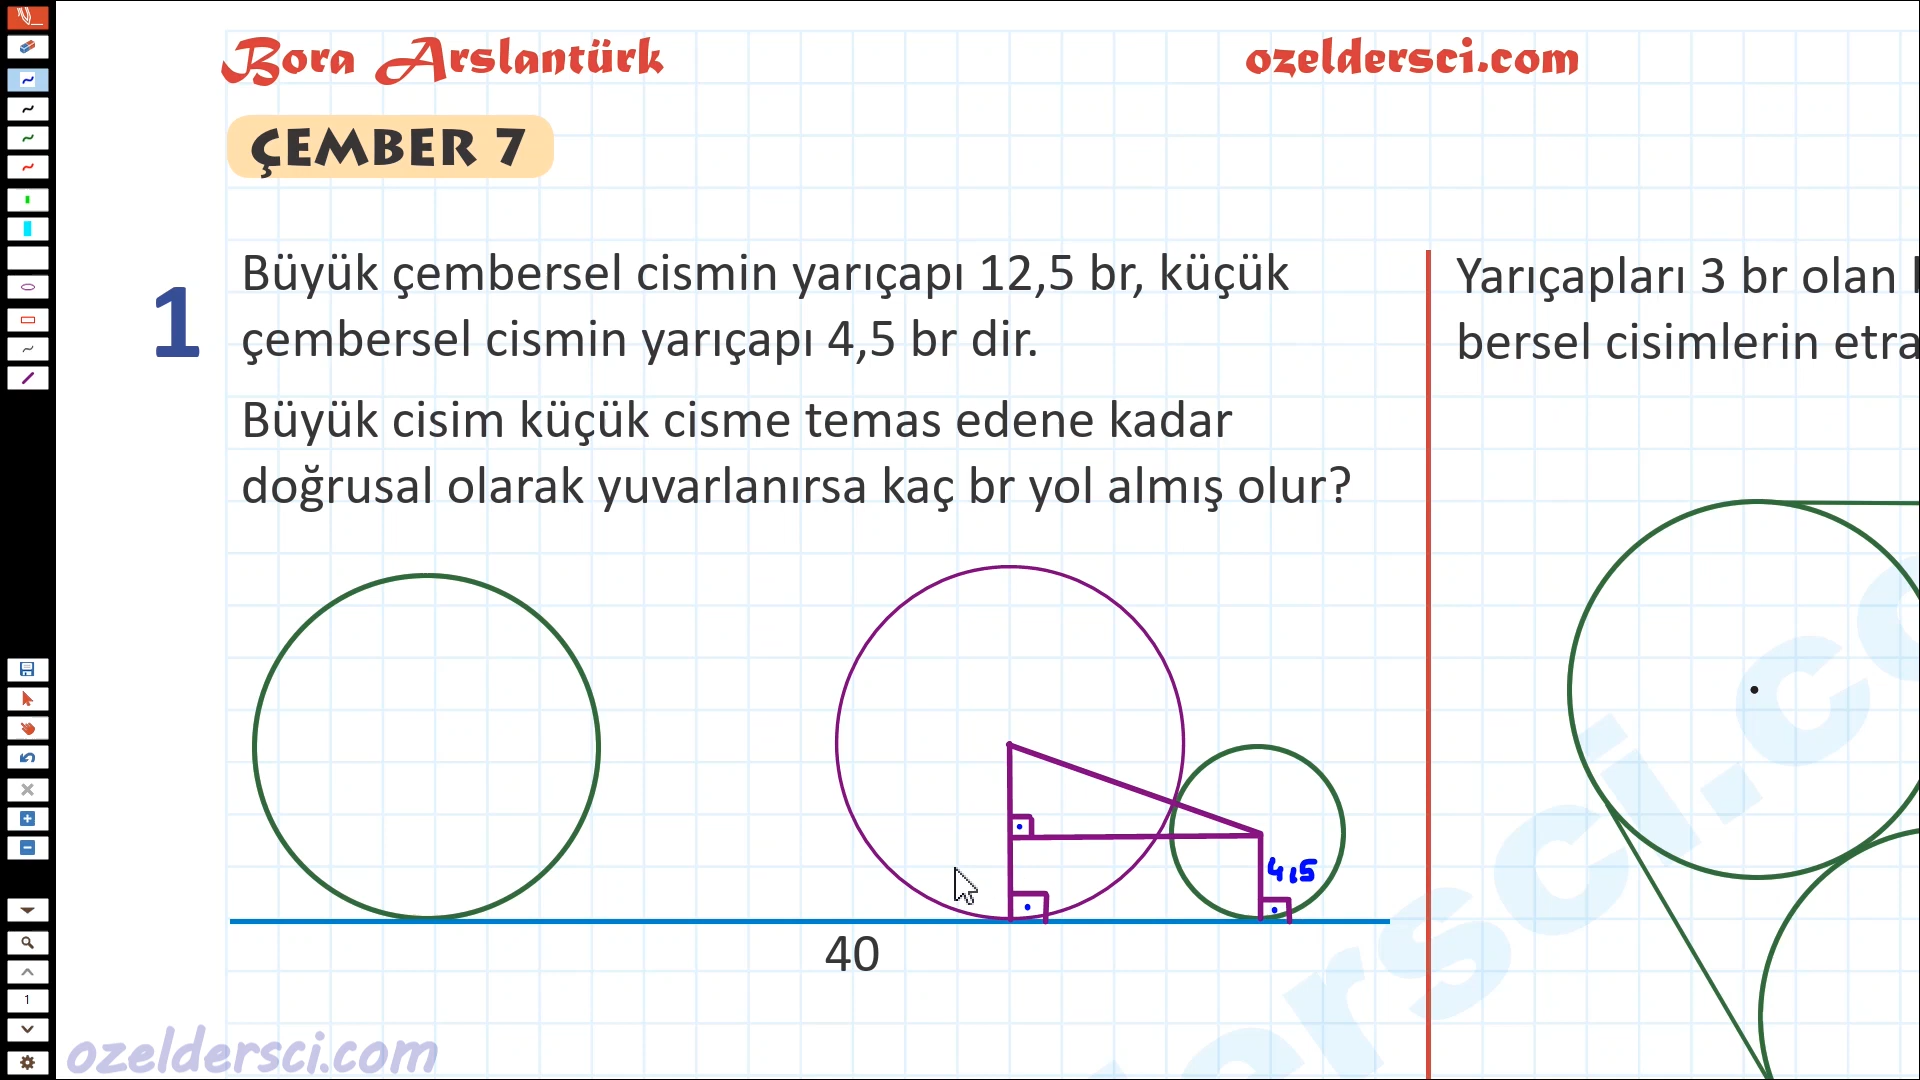 Bora Arslantürk
ozeldersci.com
ÇEMBER 7
1
Büyük çembersel cismin yarıçapı 12,5 br, küçük
çembersel cismin yarıçapı 4,5 br dir.
Büyük cisim küçük cisme temas edene kadar
doğrusal olarak yuvarlanırsa kaç br yol almış olur?
4,5
40
Yarıçapları 3 br olan
bersel cisimlerin etra
1
ozeldersci.com